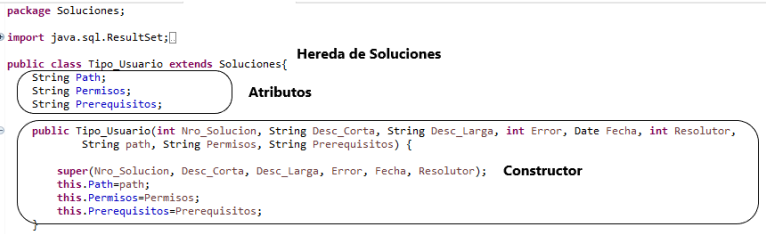 package Soluciones;
import java.sql.ResultSet;
Hereda de Soluciones
public class Tipo_Usuario extends Soluciones{
String Path;
String Permisos;
String Prerequisitos;
Atributos
public Tipo_Usuario(int Nro_Solucion, String Desc_Corta, String Desc_Larga, int Error, Date Fecha, int Resolutor,
String path, String Permisos, String Prerequisitos) {
super(Nro_Solucion, Desc_Corta, Desc_Larga, Error, Fecha, Resolutor);
Constructor
this.Path=path;
this.Permisos=Permisos;
this.Prerequisitos=Prerequisitos;
}